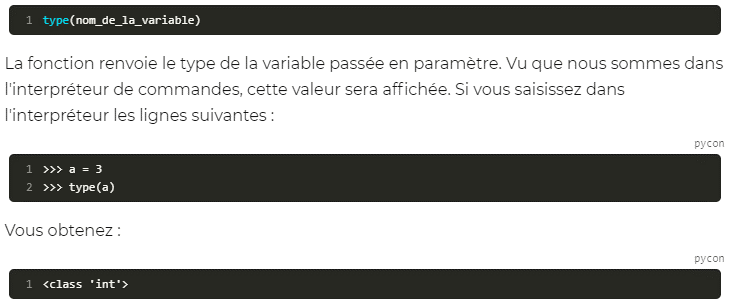 1 type(nom_de_la_variable)
La fonction renvoie le type de la variable passée en paramètre. Vu que nous sommes dans
l'interpréteur de commandes, cette valeur sera affichée. Si vous saisissez dans
l'interpréteur les lignes suivantes :
pycon
1 >>> a = 3
2 >>> type(a)
Vous obtenez :
pycon
1 <class 'int'>